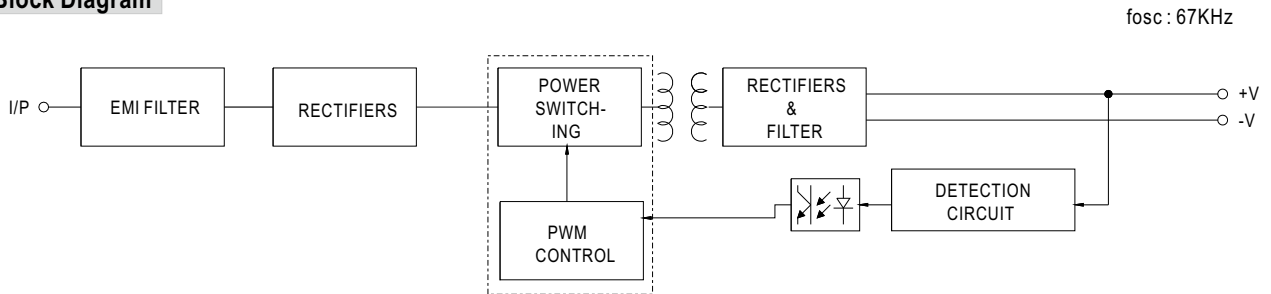 Block Diagram
fosc : 67KHz
I/P
EMI FILTER
RECTIFIERS
POWER
SWITCH-
ING
RECTIFIERS
&
FILTER
+V
-V
DETECTION
CIRCUIT
PWM
CONTROL